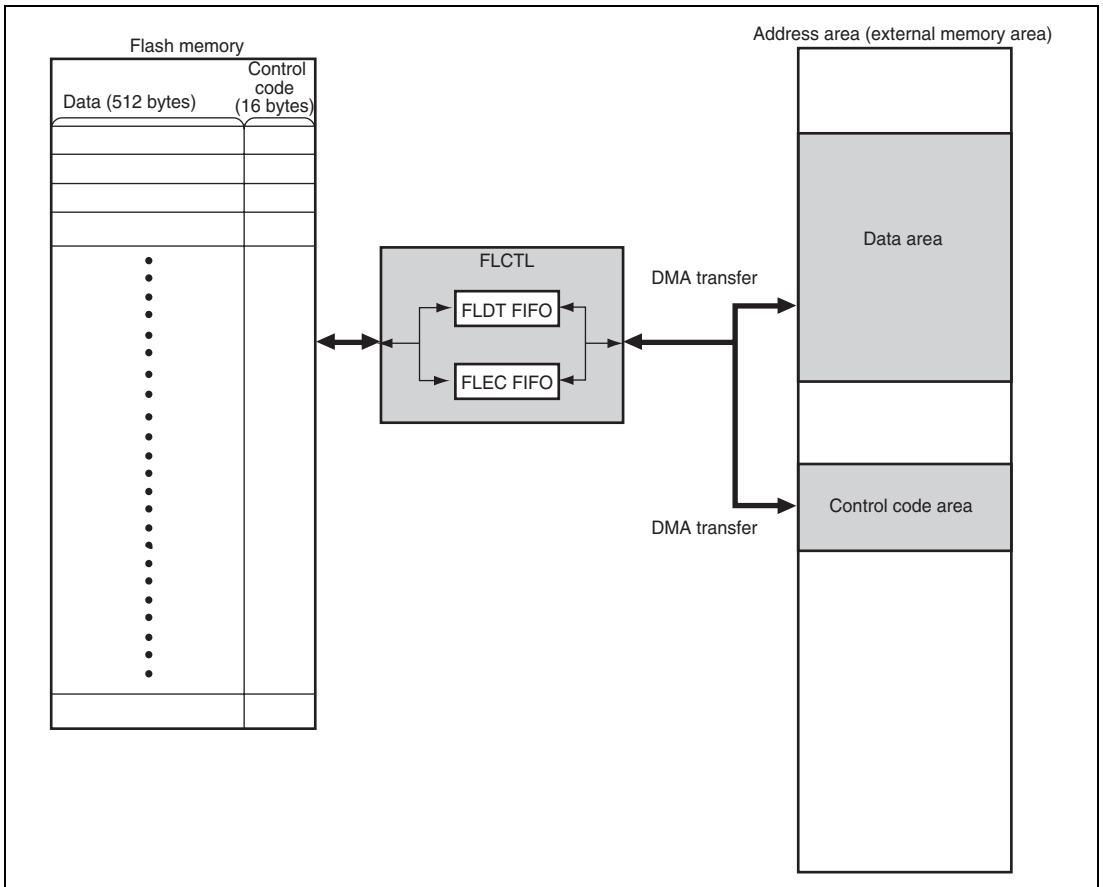 Flash memory
Data (512 bytes)
Control
code
(16 bytes)
FLCTL
FLDT FIFO
FLEC FIFO
DMA transfer
DMA transfer
Address area (external memory area)
Data area
Control code area